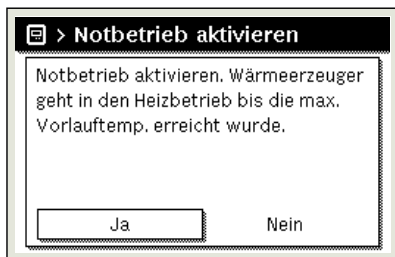 > Notbetrieb aktivieren
Notbetrieb aktivieren. Wärmeerzeuger
geht in den Heizbetrieb bis die max.
Vorlauftemp. erreicht wurde.
Ja Nein